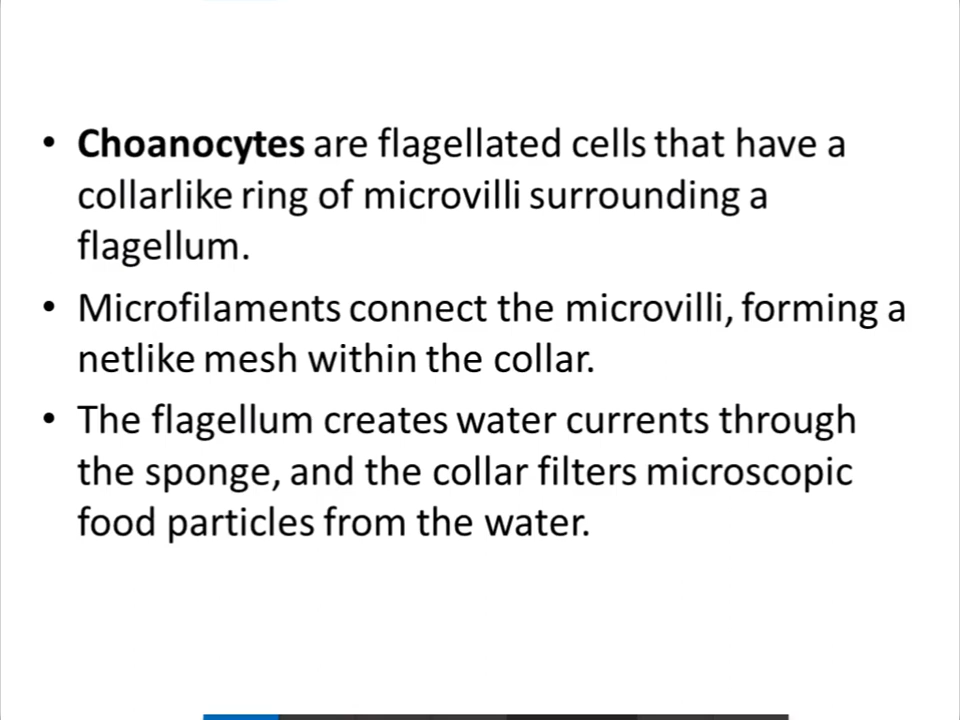 • Choanocytes are flagellated cells that have a
collarlike ring of microvilli surrounding a
flagellum.
• Microfilaments connect the microvilli, forming a
netlike mesh within the collar.
• The flagellum creates water currents through
the sponge, and the collar filters microscopic
food particles from the water.